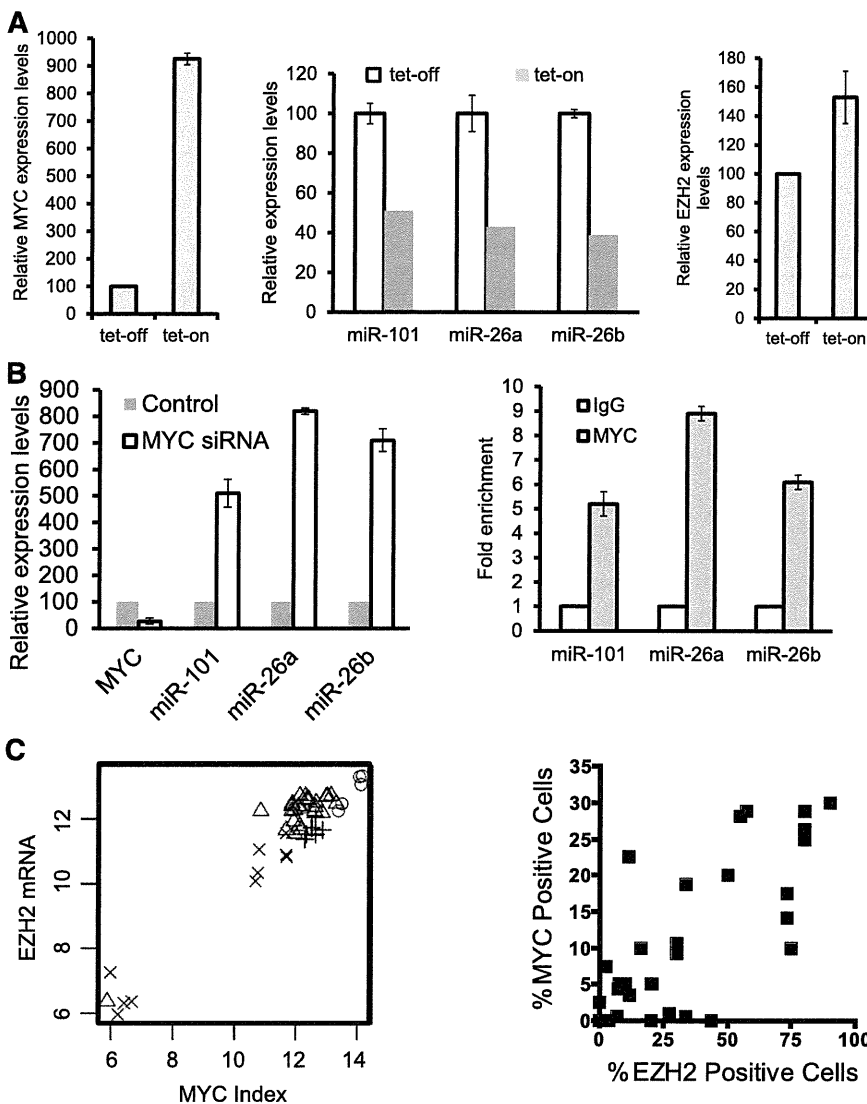 A
Relative MYC expression levels
1000
900
800
700
600
500
400
300
200
100
0
tet-off
tet-on
Relative expression levels
120
100
80
60
40
20
0
tet-off
tet-on
miR-101
miR-26a
miR-26b
Relative EZH2 expression
levels
180
160
140
120
100
80
60
40
20
0
tet-off
tet-on
B
Relative expression levels
900
800
700
600
500
400
300
200
100
0
Control
MYC siRNA
MYC
miR-101
miR-26a
miR-26b
Fold enrichment
10
9
8
7
6
5
4
3
2
1
0
IgG
MYC
miR-101
miR-26a
miR-26b
C
EZH2 mRNA
12
10
8
6
6
10
12
14
MYC Index
% MYC Positive Cells
35
30
25
20
15
10
5
0
0
25
50
75
100
% EZH2 Positive Cells